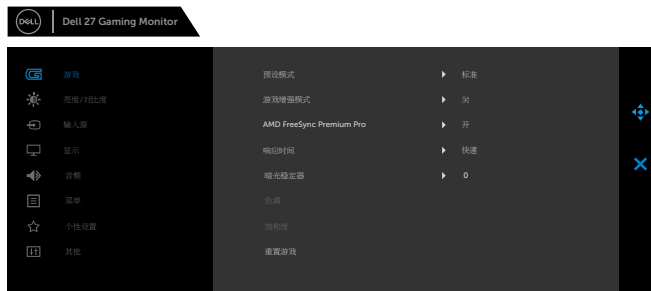 DELL Dell 27 Gaming Monitor
游戏 预设模式 标准
亮度/对比度 游戏增强模式 关
输入源 AMD FreeSync Premium Pro 开
显示 响应时间 快速
音频 暗光稳定器 0
菜单 色调
个性设置 饱和度
其他 重置游戏